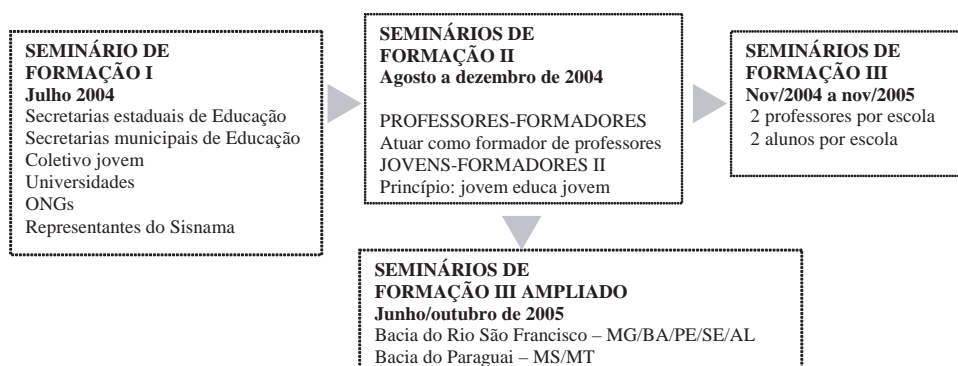 SEMINÁRIO DE
FORMAÇÃO I
Julho 2004
Secretarias estaduais de Educação
Secretarias municipais de Educação
Coletivo jovem
Universidades
ONGs
Representantes do Sisnama
SEMINÁRIOS DE
FORMAÇÃO II
Agosto a dezembro de 2004
PROFESSORES-FORMADORES
Atuar como formador de professores
JOVENS-FORMADORES II
Princípio: jovem educa jovem
SEMINÁRIOS DE
FORMAÇÃO III
Nov/2004 a nov/2005
2 professores por escola
2 alunos por escola
SEMINÁRIOS DE
FORMAÇÃO III AMPLIADO
Junho/outubro de 2005
Bacia do Rio São Francisco – MG/BA/PE/SE/AL
Bacia do Paraguai – MS/MT